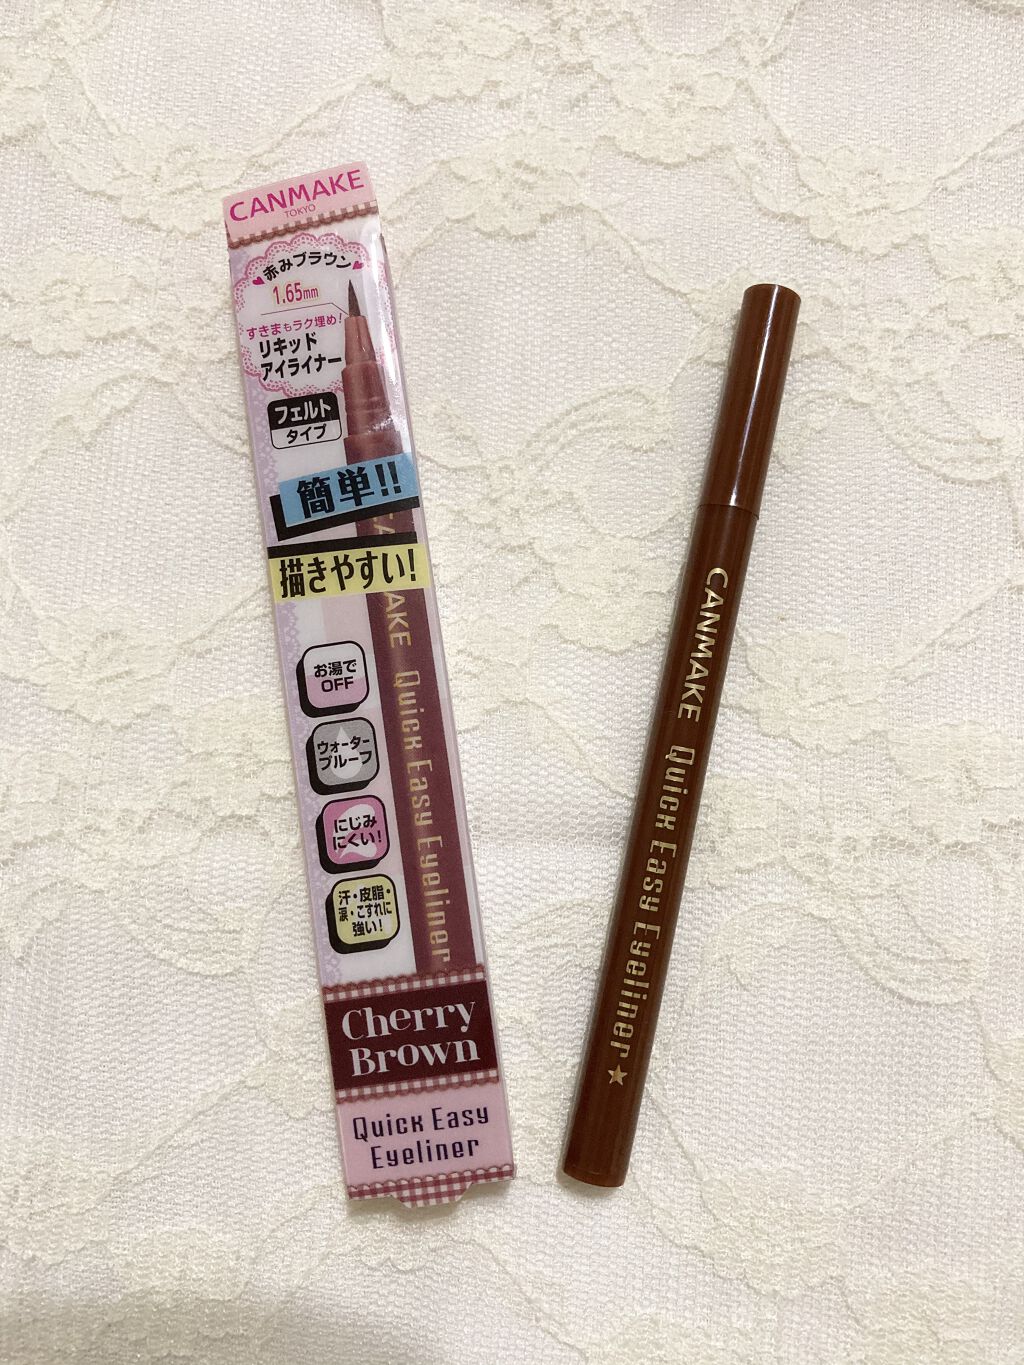 CANMAKE
TOKYO
赤みブラウン
1.65mm
すきまもラク埋め!
リキッド
アイライナー
フェルト
タイプ
簡単!!
描きやすい!
お湯で
OFF
ウォーター
プルーフ
にじみ
にくい!
汗・皮脂・
涙・こすれに
強い!
CANMAKE Quick Easy Eyeliner
Cherry
Brown
Quick Easy
Eyeliner
CANMAKE Quick Easy Eyeliner★